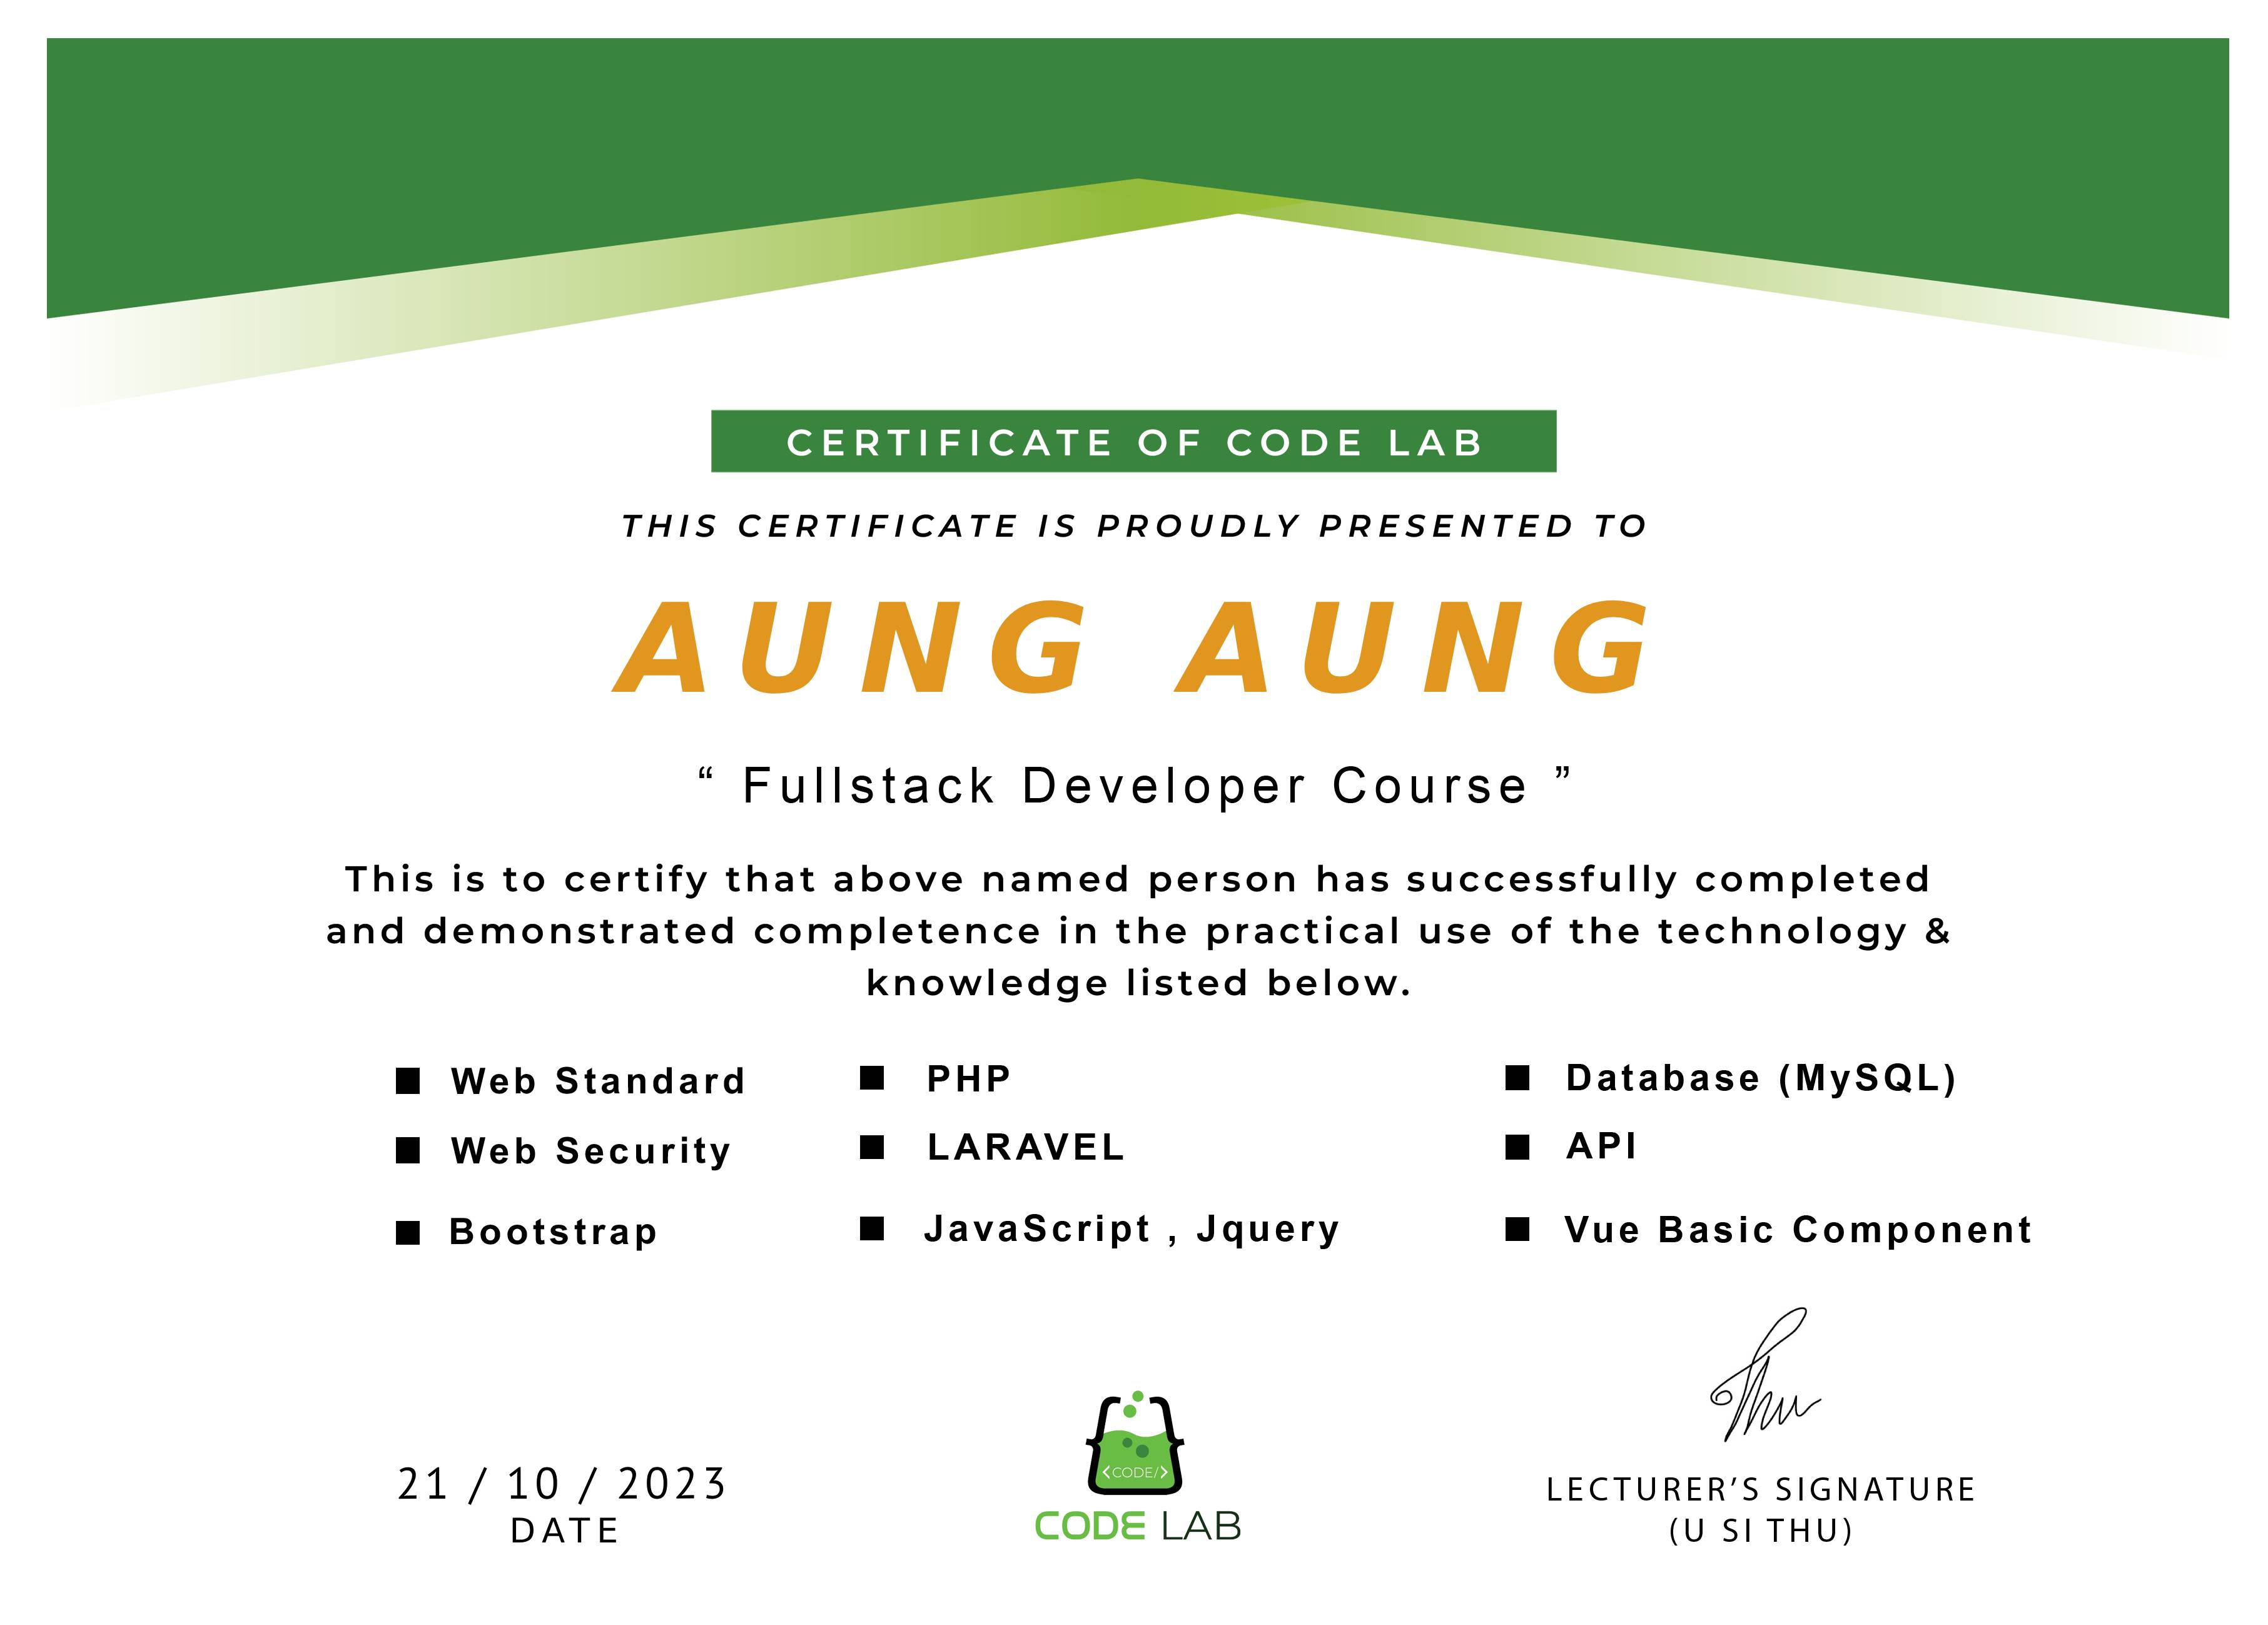 CERTIFICATE OF CODE LAB
THIS CERTIFICATE IS PROUDLY PRESENTED TO
AUNG AUNG
“ Fullstack Developer Course ”
This is to certify that above named person has successfully completed
and demonstrated completence in the practical use of the technology &
knowledge listed below.
■ Web Standard
■ Web Security
■ Bootstrap
■ PHP
■ LARAVEL
■ JavaScript , Jquery
■ Database (MySQL)
■ API
■ Vue Basic Component
21 / 10 / 2023
DATE
<CODE/>
CODE LAB
Thu
LECTURER’S SIGNATURE
(U SI THU)